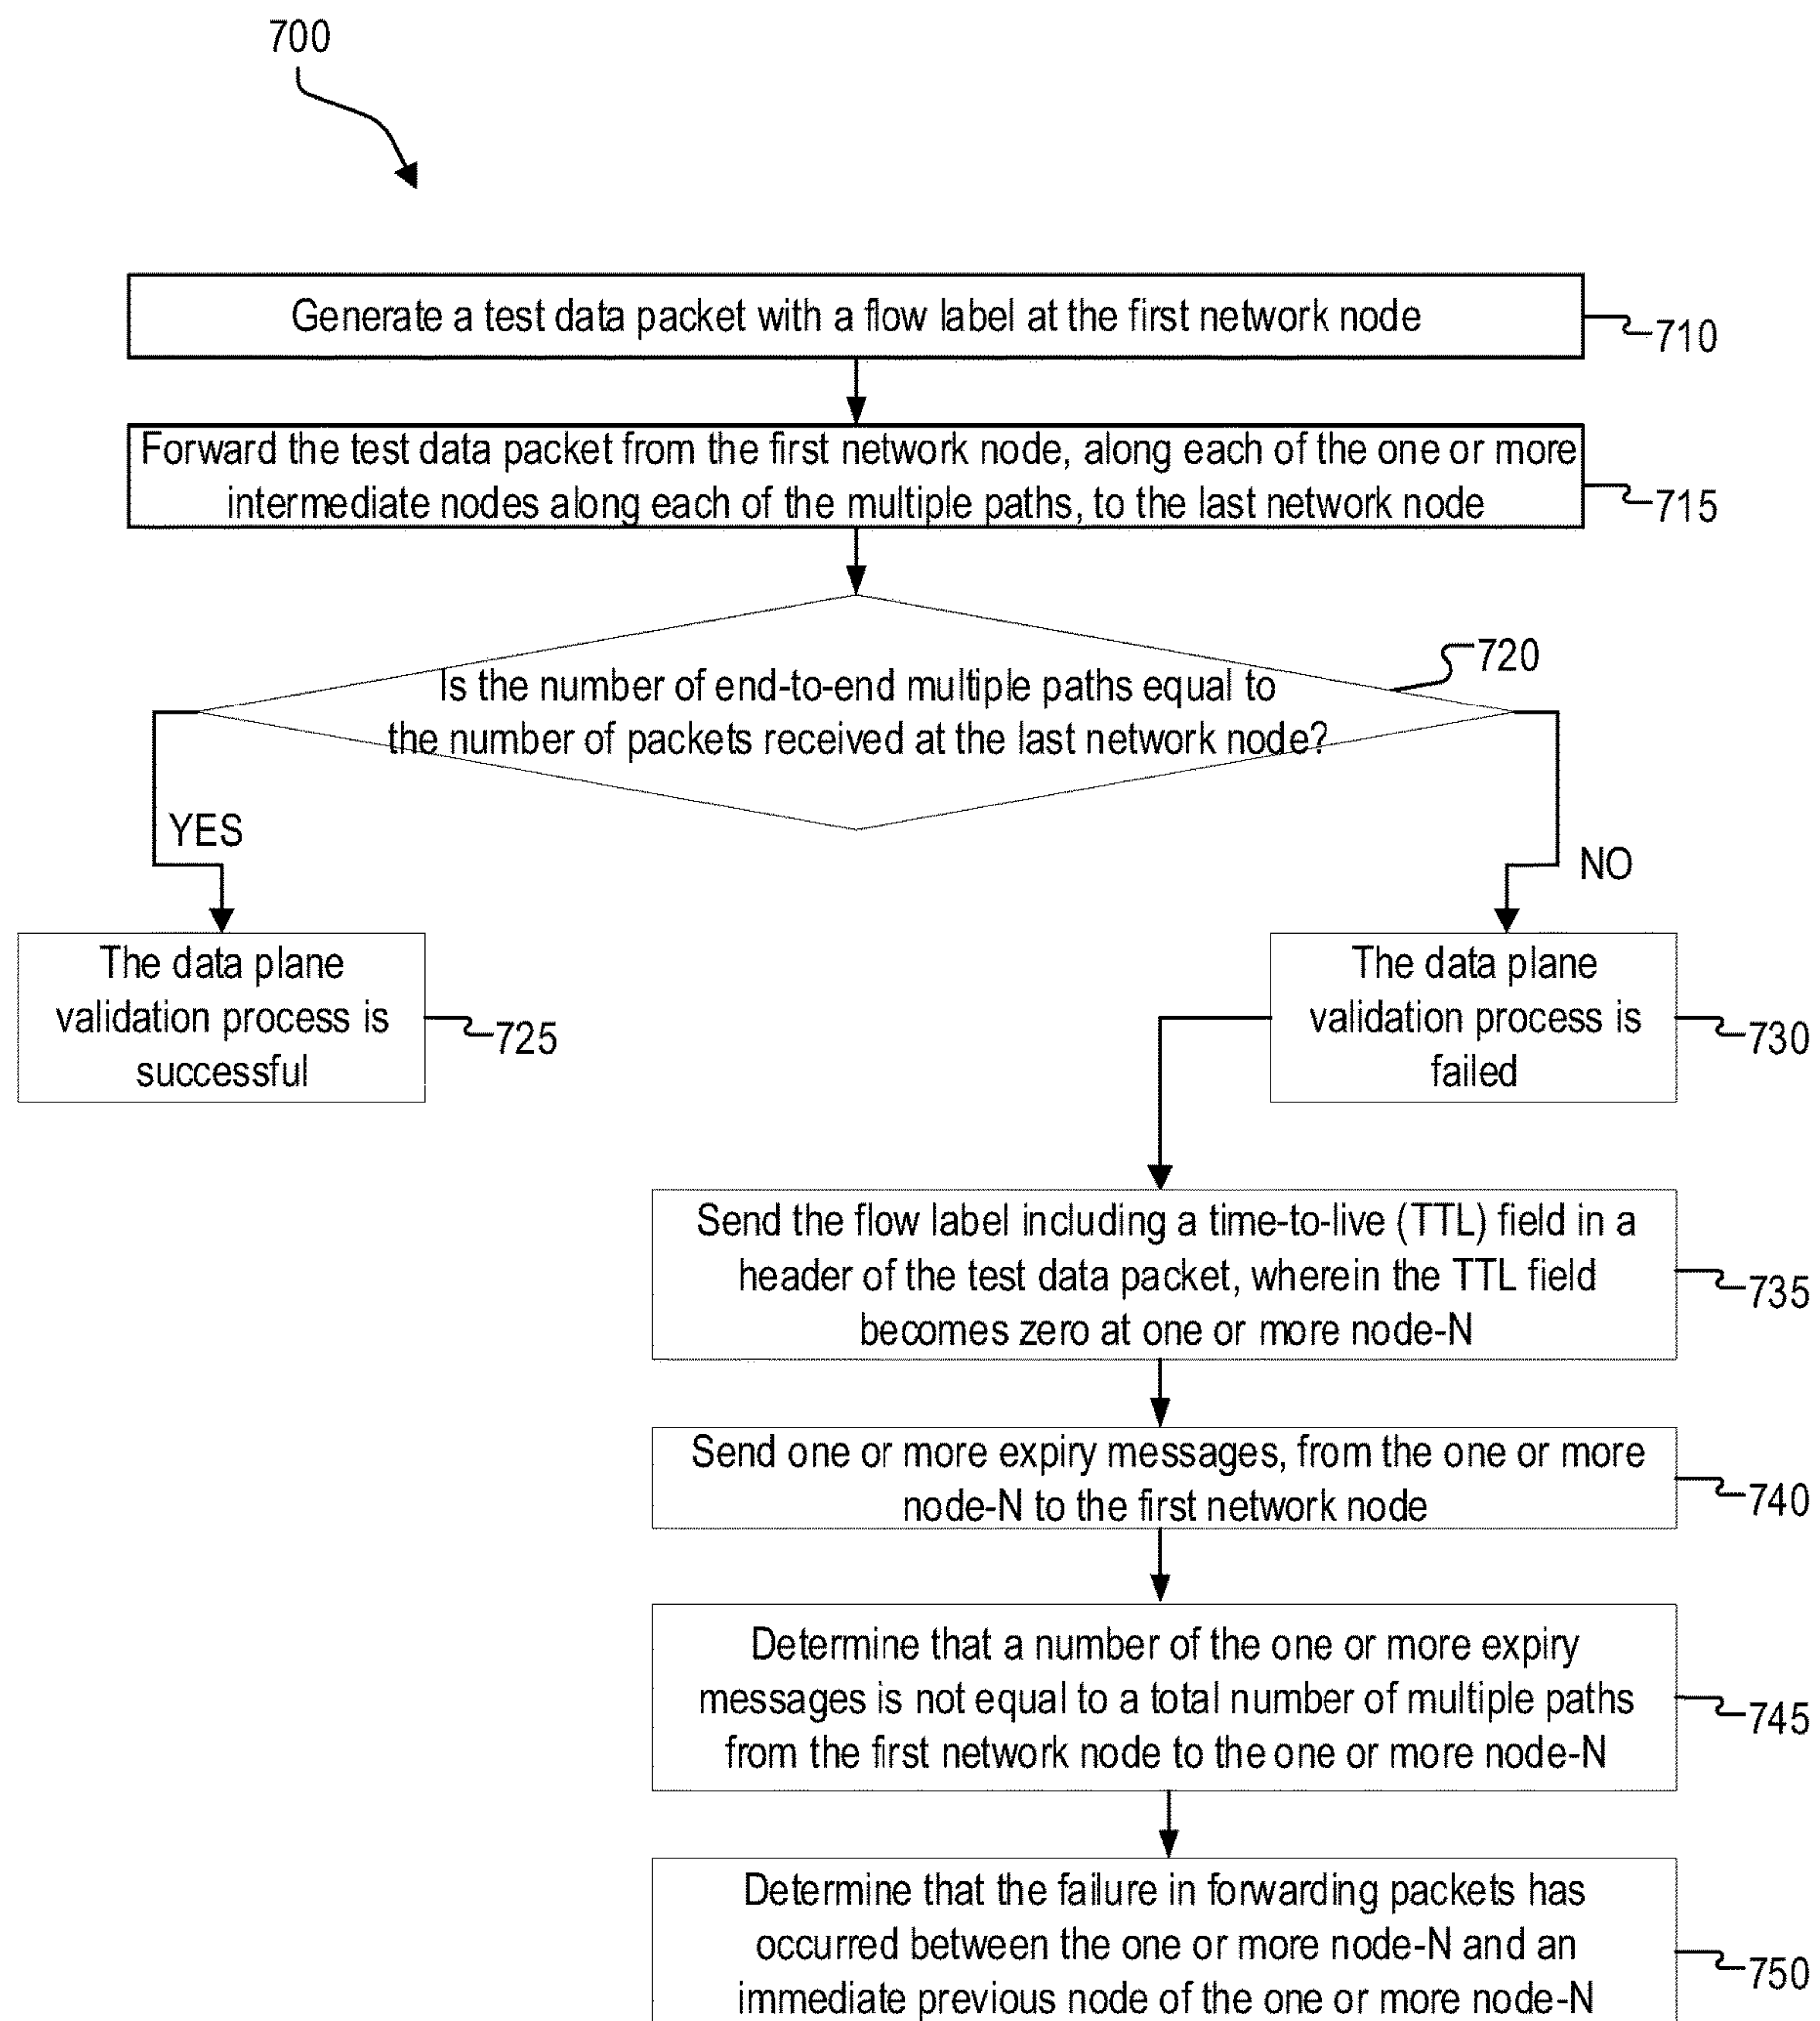 700
Generate a test data packet with a flow label at the first network node
710
Forward the test data packet from the first network node, along each of the one or more
intermediate nodes along each of the multiple paths, to the last network node
715
720
Is the number of end-to-end multiple paths equal to
the number of packets received at the last network node?
YES
NO
The data plane
validation process is
successful
725
The data plane
validation process is
failed
730
Send the flow label including a time-to-live (TTL) field in a
header of the test data packet, wherein the TTL field
becomes zero at one or more node-N
735
Send one or more expiry messages, from the one or more
node-N to the first network node
740
Determine that a number of the one or more expiry
messages is not equal to a total number of multiple paths
from the first network node to the one or more node-N
745
Determine that the failure in forwarding packets has
occurred between the one or more node-N and an
immediate previous node of the one or more node-N
750